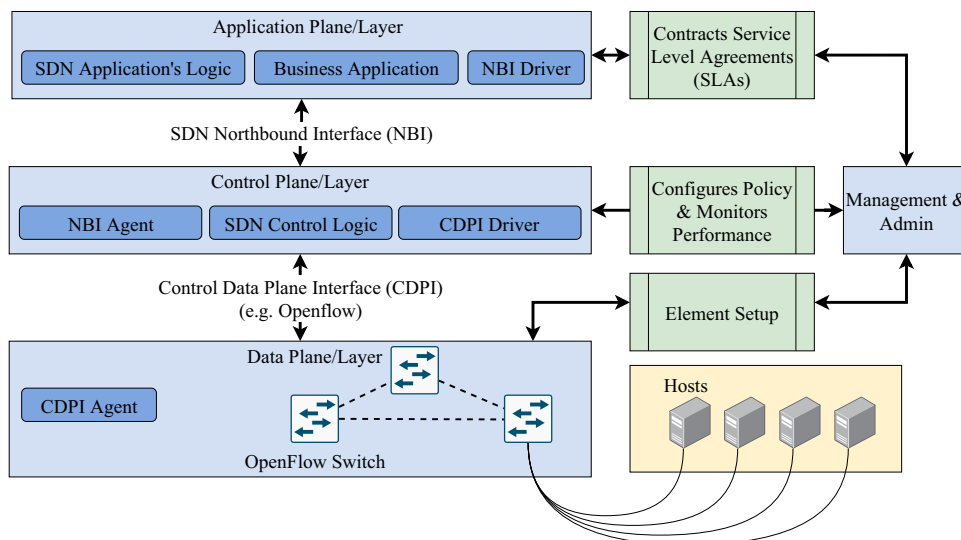 Application Plane/Layer
SDN Application's Logic
Business Application
NBI Driver
Contracts Service
Level Agreements
(SLAs)
SDN Northbound Interface (NBI)
Control Plane/Layer
NBI Agent
SDN Control Logic
CDPI Driver
Configures Policy
& Monitors
Performance
Management &
Admin
Control Data Plane Interface (CDPI)
(e.g. Openflow)
Element Setup
Data Plane/Layer
CDPI Agent
OpenFlow Switch
Hosts